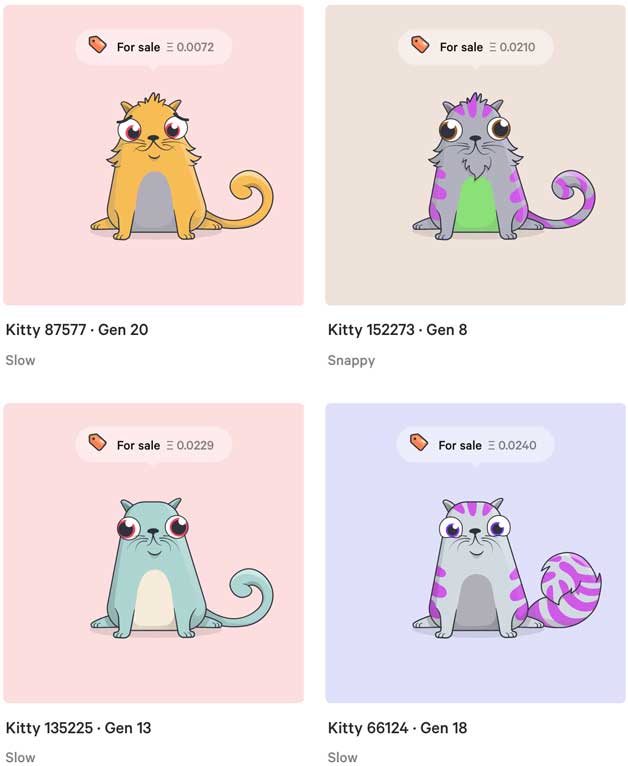 For sale Ξ 0.0072
For sale Ξ 0.0210
Kitty 87577 · Gen 20
Kitty 152273 · Gen 8
Slow
Snappy
For sale Ξ 0.0229
For sale Ξ 0.0240
Kitty 135225 · Gen 13
Kitty 66124 · Gen 18
Slow
Slow